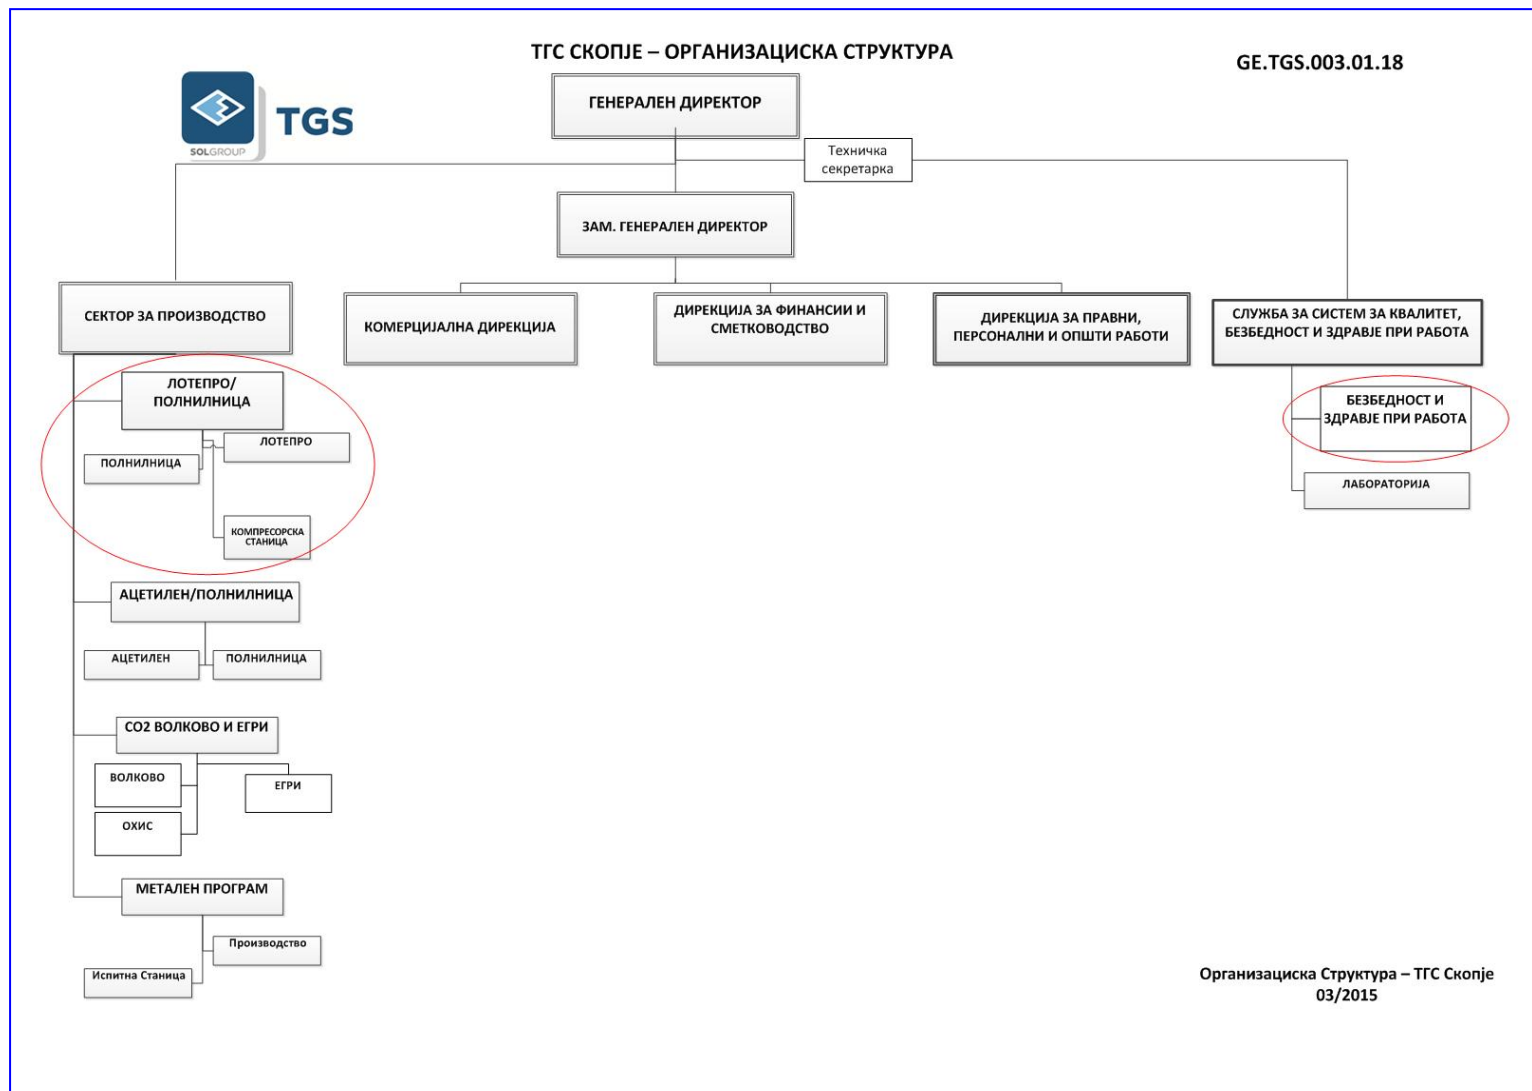 ТГС СКОПЈЕ – ОРГАНИЗАЦИСКА СТРУКТУРА
GE.TGS.003.01.18
TGS
SOLGROUP
ГЕНЕРАЛЕН ДИРЕКТОР
Техничка
секретарка
ЗАМ. ГЕНЕРАЛЕН ДИРЕКТОР
СЕКТОР ЗА ПРОИЗВОДСТВО
КОМЕРЦИЈАЛНА ДИРЕКЦИЈА
ДИРЕКЦИЈА ЗА ФИНАНСИИ И
СМЕТКОВОДСТВО
ДИРЕКЦИЈА ЗА ПРАВНИ,
ПЕРСОНАЛНИ И ОПШТИ РАБОТИ
СЛУЖБА ЗА СИСТЕМ ЗА КВАЛИТЕТ,
БЕЗБЕДНОСТ И ЗДРАВЈЕ ПРИ РАБОТА
ЛОТЕПРО/
ПОЛНИЛНИЦА
ЛОТЕПРО
ПОЛНИЛНИЦА
КОМПРЕСОРСКА
СТАНИЦА
БЕЗБЕДНОСТ И
ЗДРАВЈЕ ПРИ РАБОТА
ЛАБОРАТОРИЈА
АЦЕТИЛЕН/ПОЛНИЛНИЦА
АЦЕТИЛЕН
ПОЛНИЛНИЦА
СО2 ВОЛКОВО И ЕГРИ
ВОЛКОВО
ЕГРИ
ОХИС
МЕТАЛЕН ПРОГРАМ
Производство
Испитна Станица
Организациска Структура – ТГС Скопје
03/2015